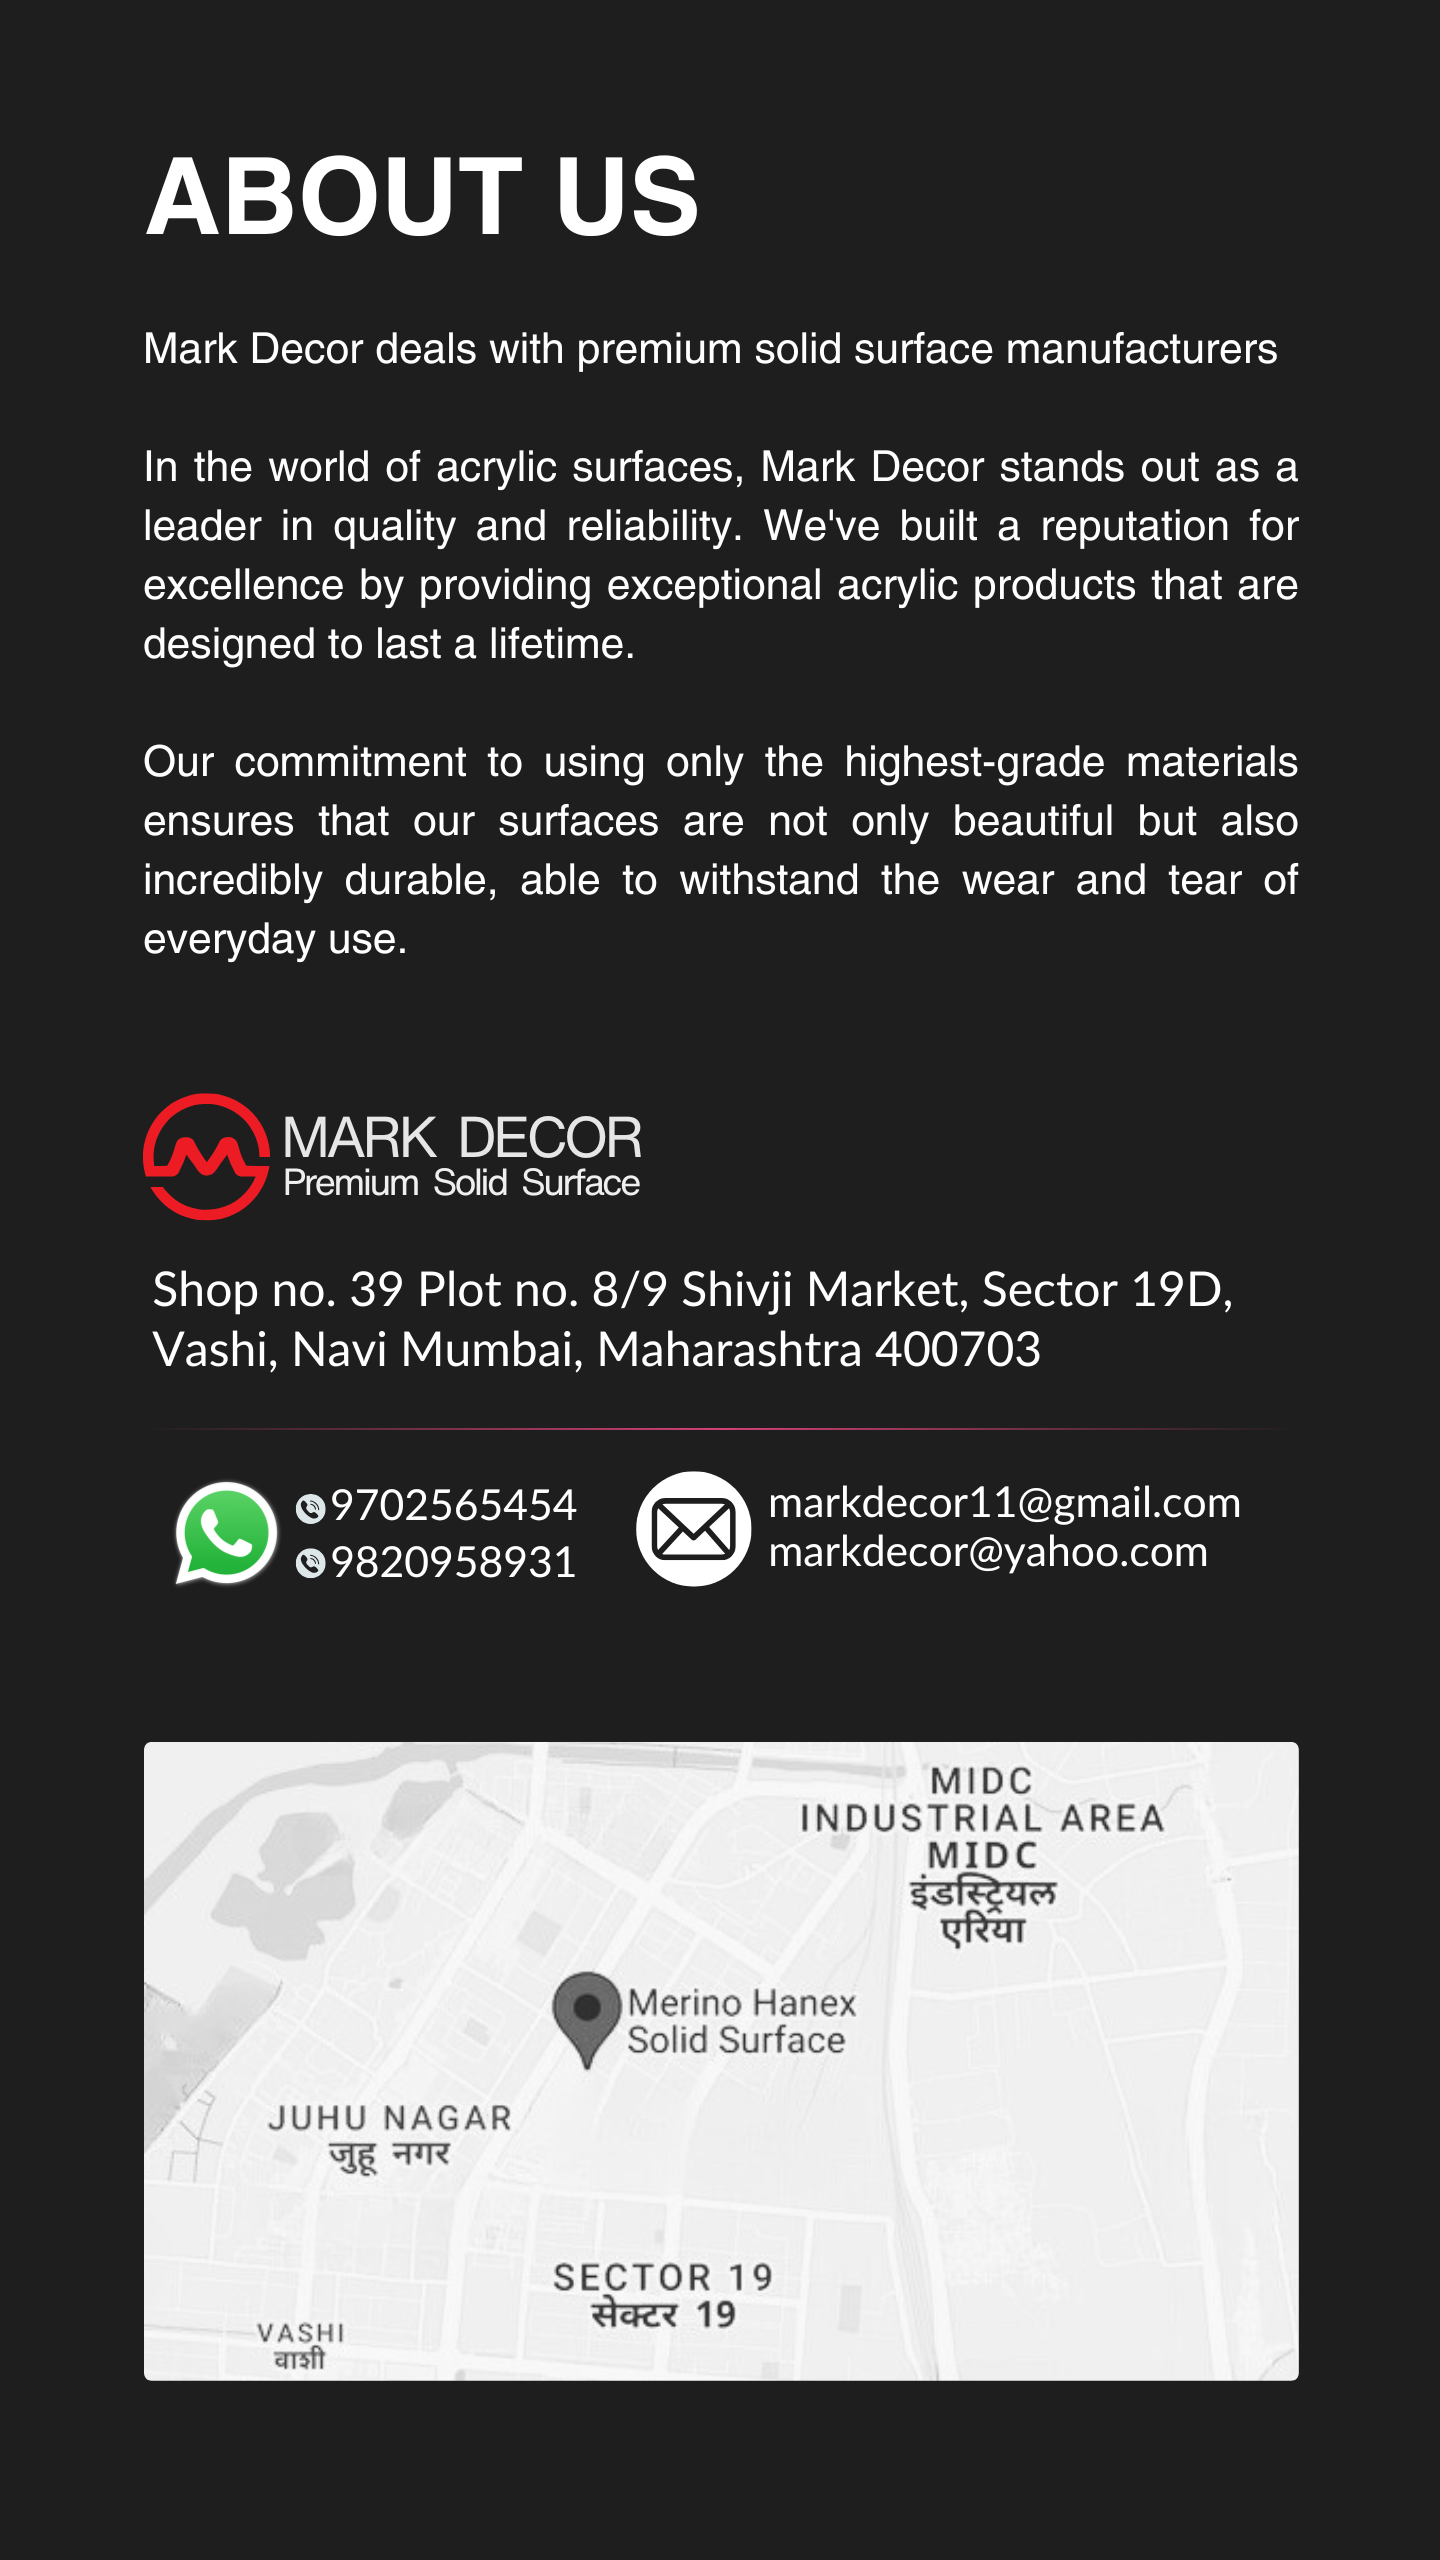 ABOUT US
Mark Decor deals with premium solid surface manufacturers
In the world of acrylic surfaces, Mark Decor stands out as a
leader in quality and reliability. We've built a reputation for
excellence by providing exceptional acrylic products that are
designed to last a lifetime.
Our commitment to using only the highest-grade materials
ensures that our surfaces are not only beautiful but also
incredibly durable, able to withstand the wear and tear of
everyday use.
MARK DECOR
Premium Solid Surface
Shop no. 39 Plot no. 8/9 Shivji Market, Sector 19D,
Vashi, Navi Mumbai, Maharashtra 400703
9702565454
9820958931
markdecor11@gmail.com
markdecor@yahoo.com
MIDC
INDUSTRIAL AREA
MIDC
इंडस्ट्रियल
एरिया
Merino Hanex
Solid Surface
JUHU NAGAR
जुहू नगर
SECTOR 19
सेक्टर 19
VASHI
वाशी